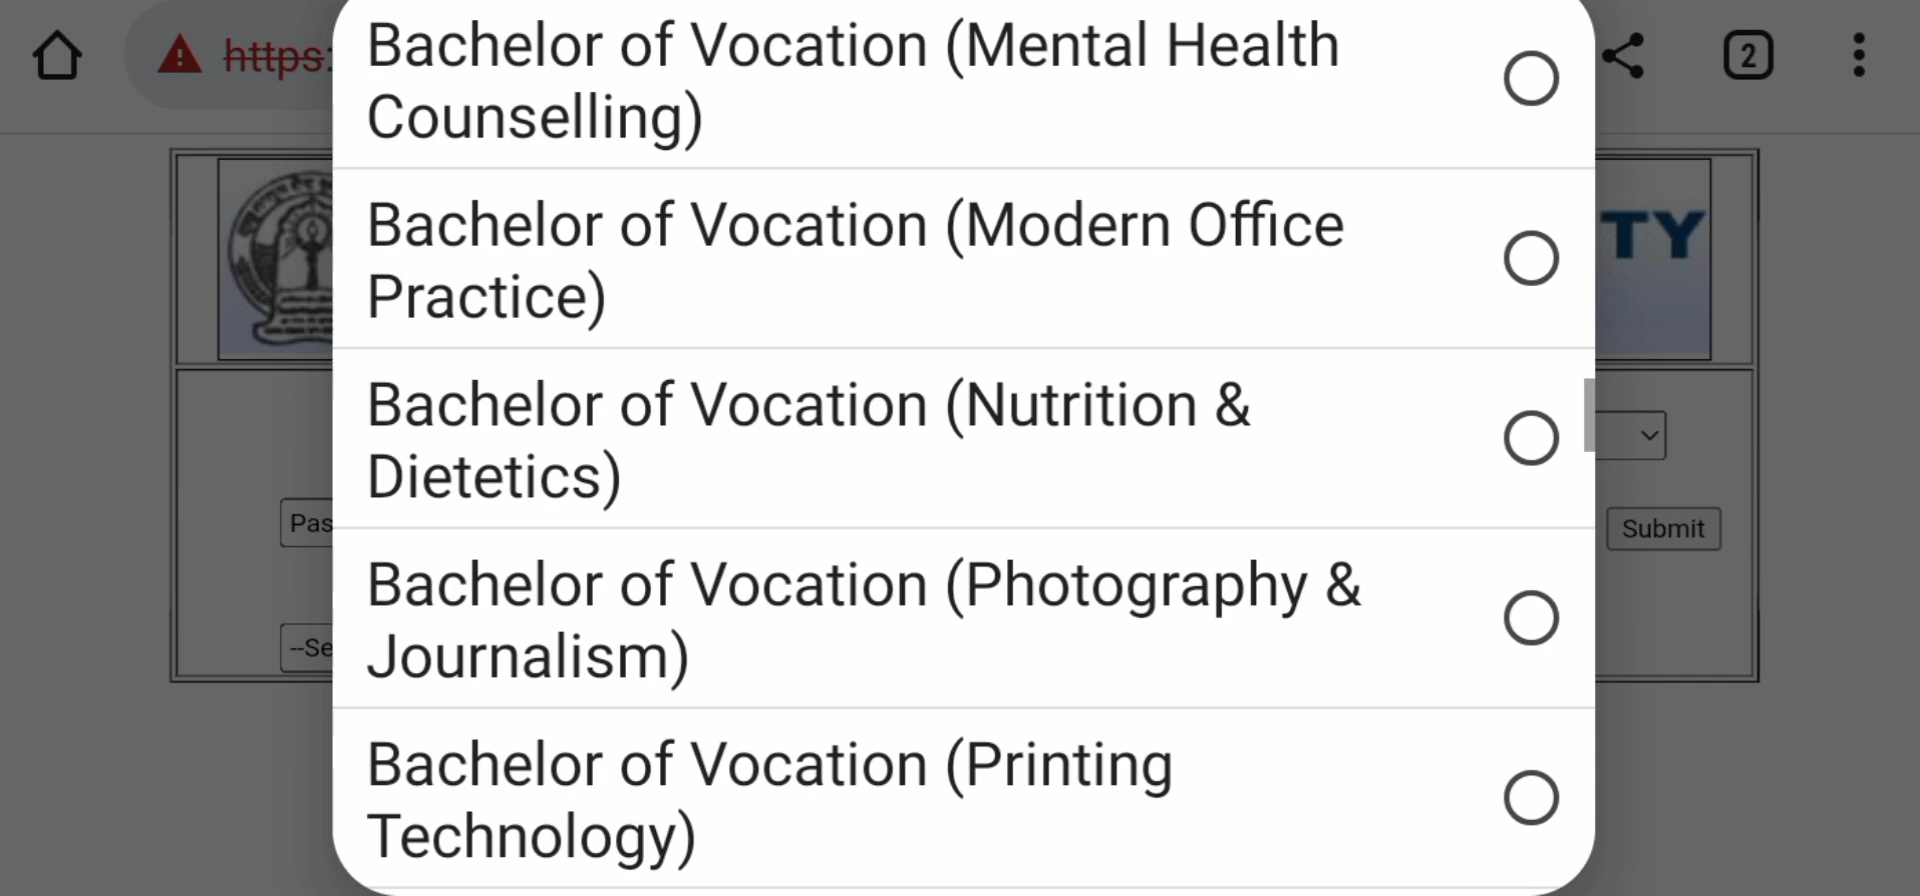 https:
2
Bachelor of Vocation (Mental Health
Counselling)
Bachelor of Vocation (Modern Office
Practice)
Bachelor of Vocation (Nutrition &
Dietetics)
Bachelor of Vocation (Photography &
Journalism)
Bachelor of Vocation (Printing
Technology)
TY
Pas
Submit
--Se